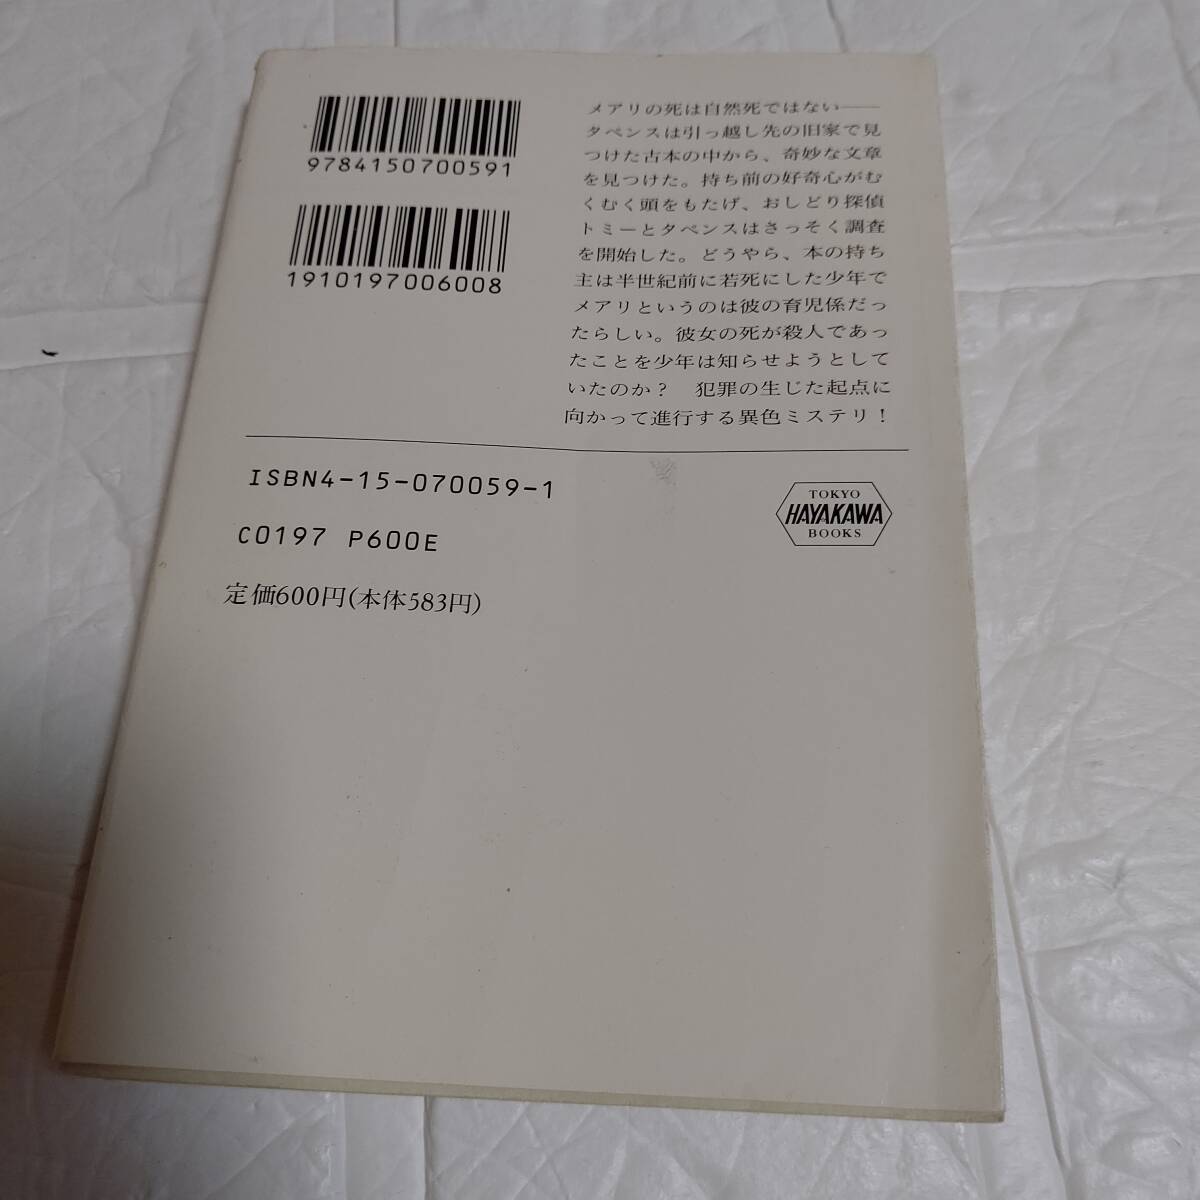 9784150700591
1910197006008
メアリの死は自然死ではない――
タペンスは引っ越し先の旧家で見
つけた古本の中から、奇妙な文章
を見つけた。持ち前の好奇心がむ
くむく頭をもたげ、おしどり探偵
トミーとタペンスはさっそく調査
を開始した。どうやら、本の持ち
主は半世紀前に若死にした少年で
メアリというのは彼の育児係だっ
たらしい。彼女の死が殺人であっ
たことを少年は知らせようとして
いたのか？　犯罪の生じた起点に
向かって進行する異色ミステリ！
ISBN4-15-070059-1
C0197 P600E
定価600円(本体583円)
TOKYO
HAYAKAWA
BOOKS